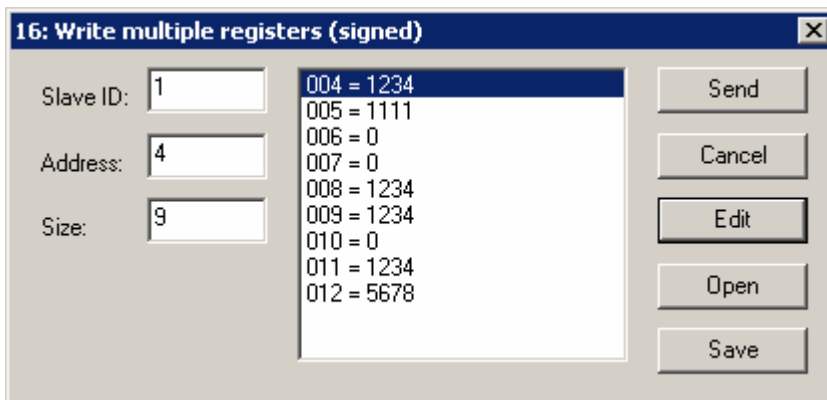 16: Write multiple registers (signed)
Slave ID: 1
Address: 4
Size: 9
004 = 1234
005 = 1111
006 = 0
007 = 0
008 = 1234
009 = 1234
010 = 0
011 = 1234
012 = 5678
Send
Cancel
Edit
Open
Save